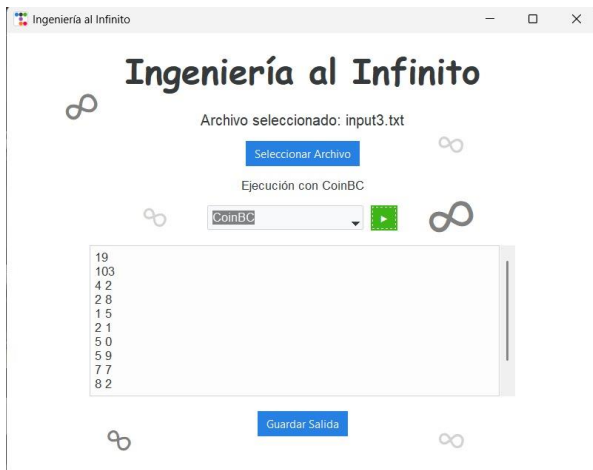 Ingeniería al Infinito
Ingeniería al Infinito
Archivo seleccionado: input3.txt
Seleccionar Archivo
Ejecución con CoinBC
CoinBC
19
103
4 2
2 8
1 5
2 1
5 0
5 9
7 7
8 2
Guardar Salida